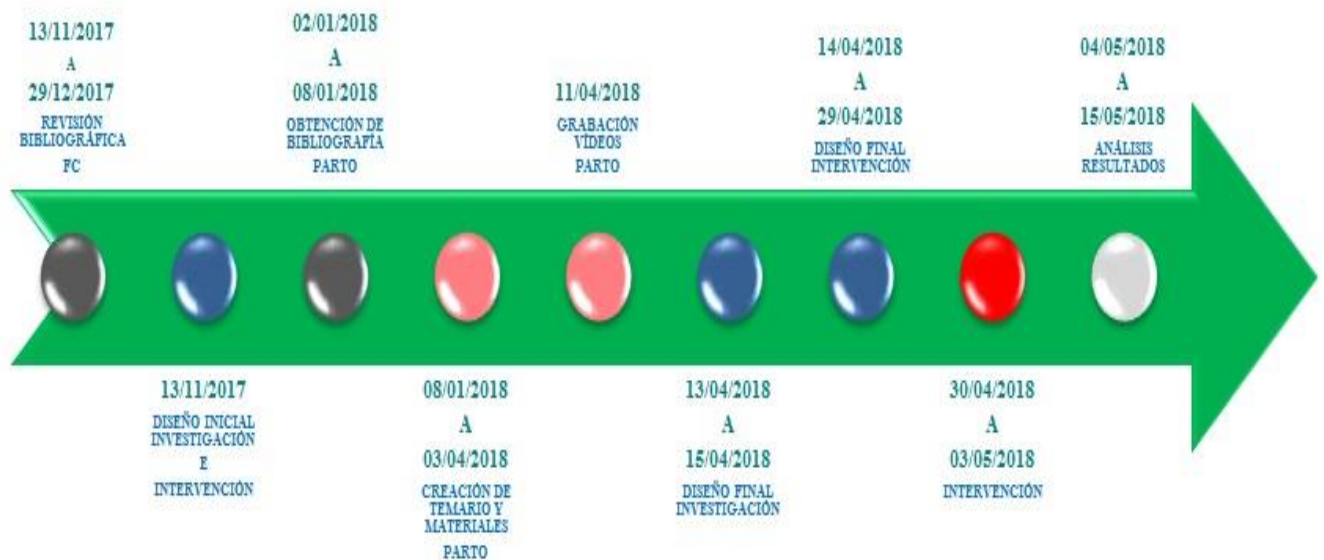 13/11/2017
A
29/12/2017
REVISIÓN
BIBLIOGRÁFICA
FC
02/01/2018
A
08/01/2018
OBTENCIÓN DE
BIBLIOGRAFÍA
PARTO
11/04/2018
GRABACIÓN
VÍDEOS
PARTO
14/04/2018
A
29/04/2018
DISEÑO FINAL
INTERVENCIÓN
04/05/2018
A
15/05/2018
ANÁLISIS
RESULTADOS
13/11/2017
DISEÑO INICIAL
INVESTIGACIÓN
E
INTERVENCIÓN
08/01/2018
A
03/04/2018
CREACIÓN DE
TEMARIO Y
MATERIALES
PARTO
13/04/2018
A
15/04/2018
DISEÑO FINAL
INVESTIGACIÓN
30/04/2018
A
03/05/2018
INTERVENCIÓN